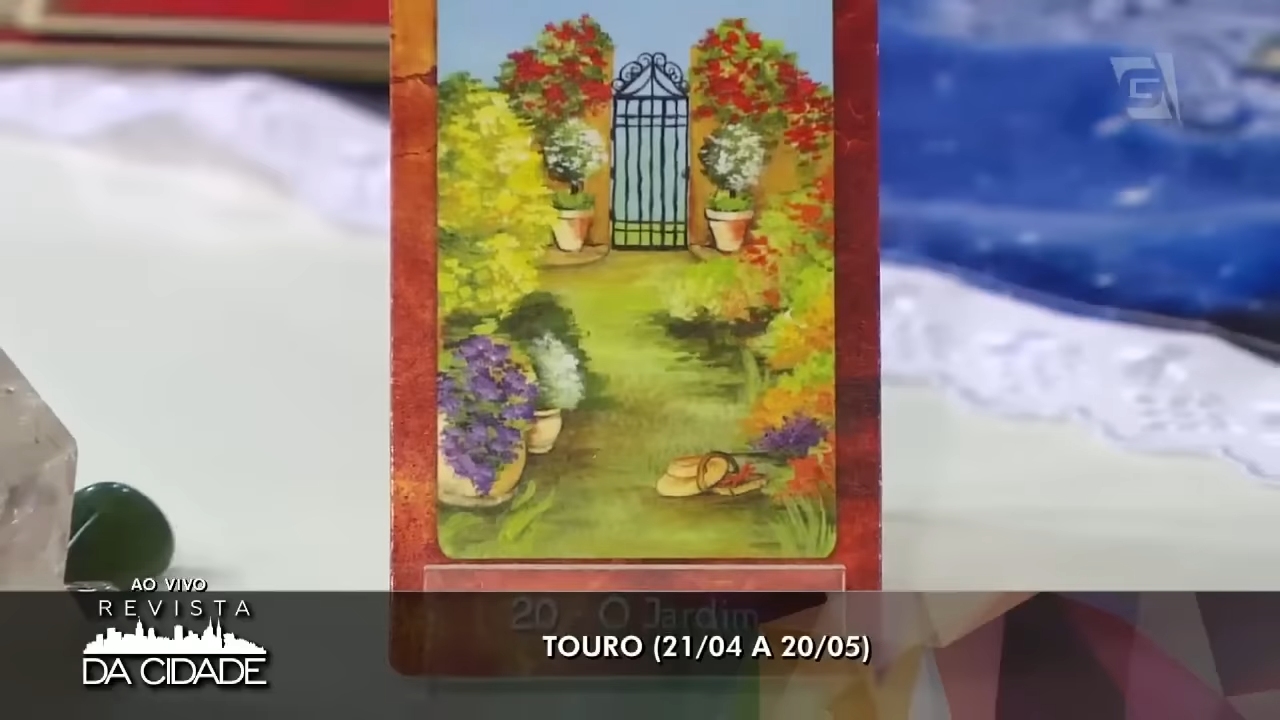 AO VIVO
REVISTA
DA CIDADE
20 - O Jardim
TOURO (21/04 A 20/05)